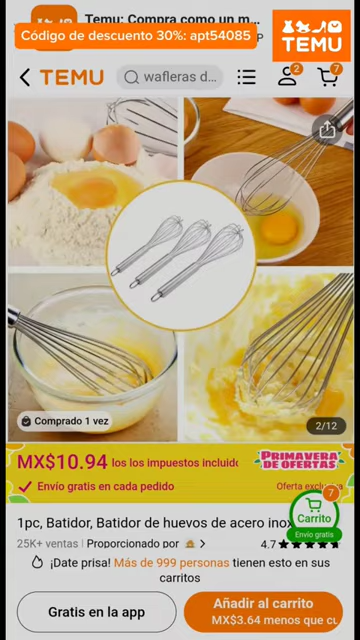 Temu: Compra como un m...
Código de descuento 30%: apt54085
TEMU
TEMU
wafleras d...
2
7
Comprado 1 vez
2/12
MX$10.94 los los impuestos incluido
PRIMAVERA
DE OFERTAS
Envío gratis en cada pedido
Oferta exclu
7
Carrito
Envío gratis
1pc, Batidor, Batidor de huevos de acero inox
25K+ ventas | Proporcionado por
4.7 ★★★★★
¡Date prisa! Más de 999 personas tienen esto en sus
carritos
Gratis en la app
Añadir al carrito
MX$3.64 menos que cu